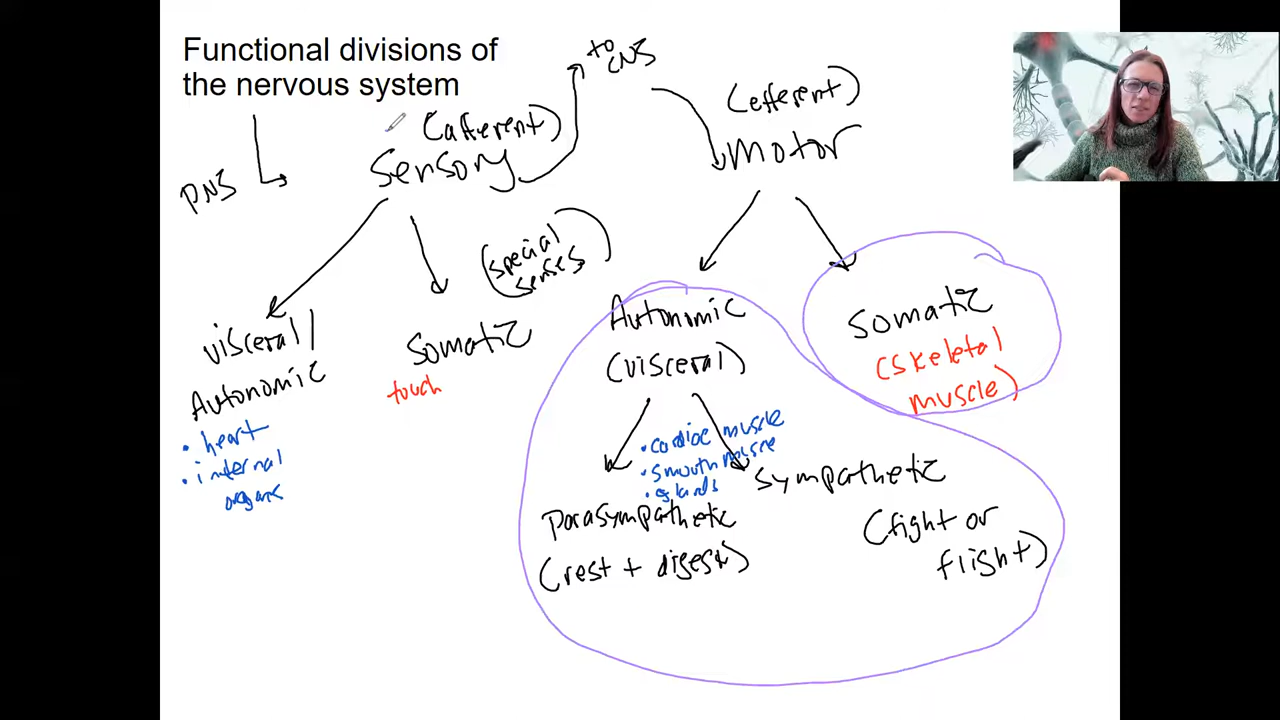 Functional divisions of
the nervous system
to
CNS
(efferent)
motor
(afferent)
sensory
PNS
(special
senses)
visceral/
Autonomic
• heart
• internal
organs
somatic
touch
Autonomic
(visceral)
somatic
(skeletal
muscle)
• cardiac muscle
• smooth muscle
• glands
parasympathetic
(rest + digest)
sympathetic
(fight or
flight)